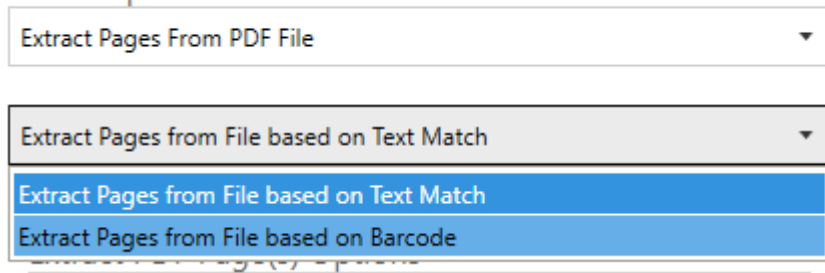 Extract Pages From PDF File
Extract Pages from File based on Text Match
Extract Pages from File based on Text Match
Extract Pages from File based on Barcode